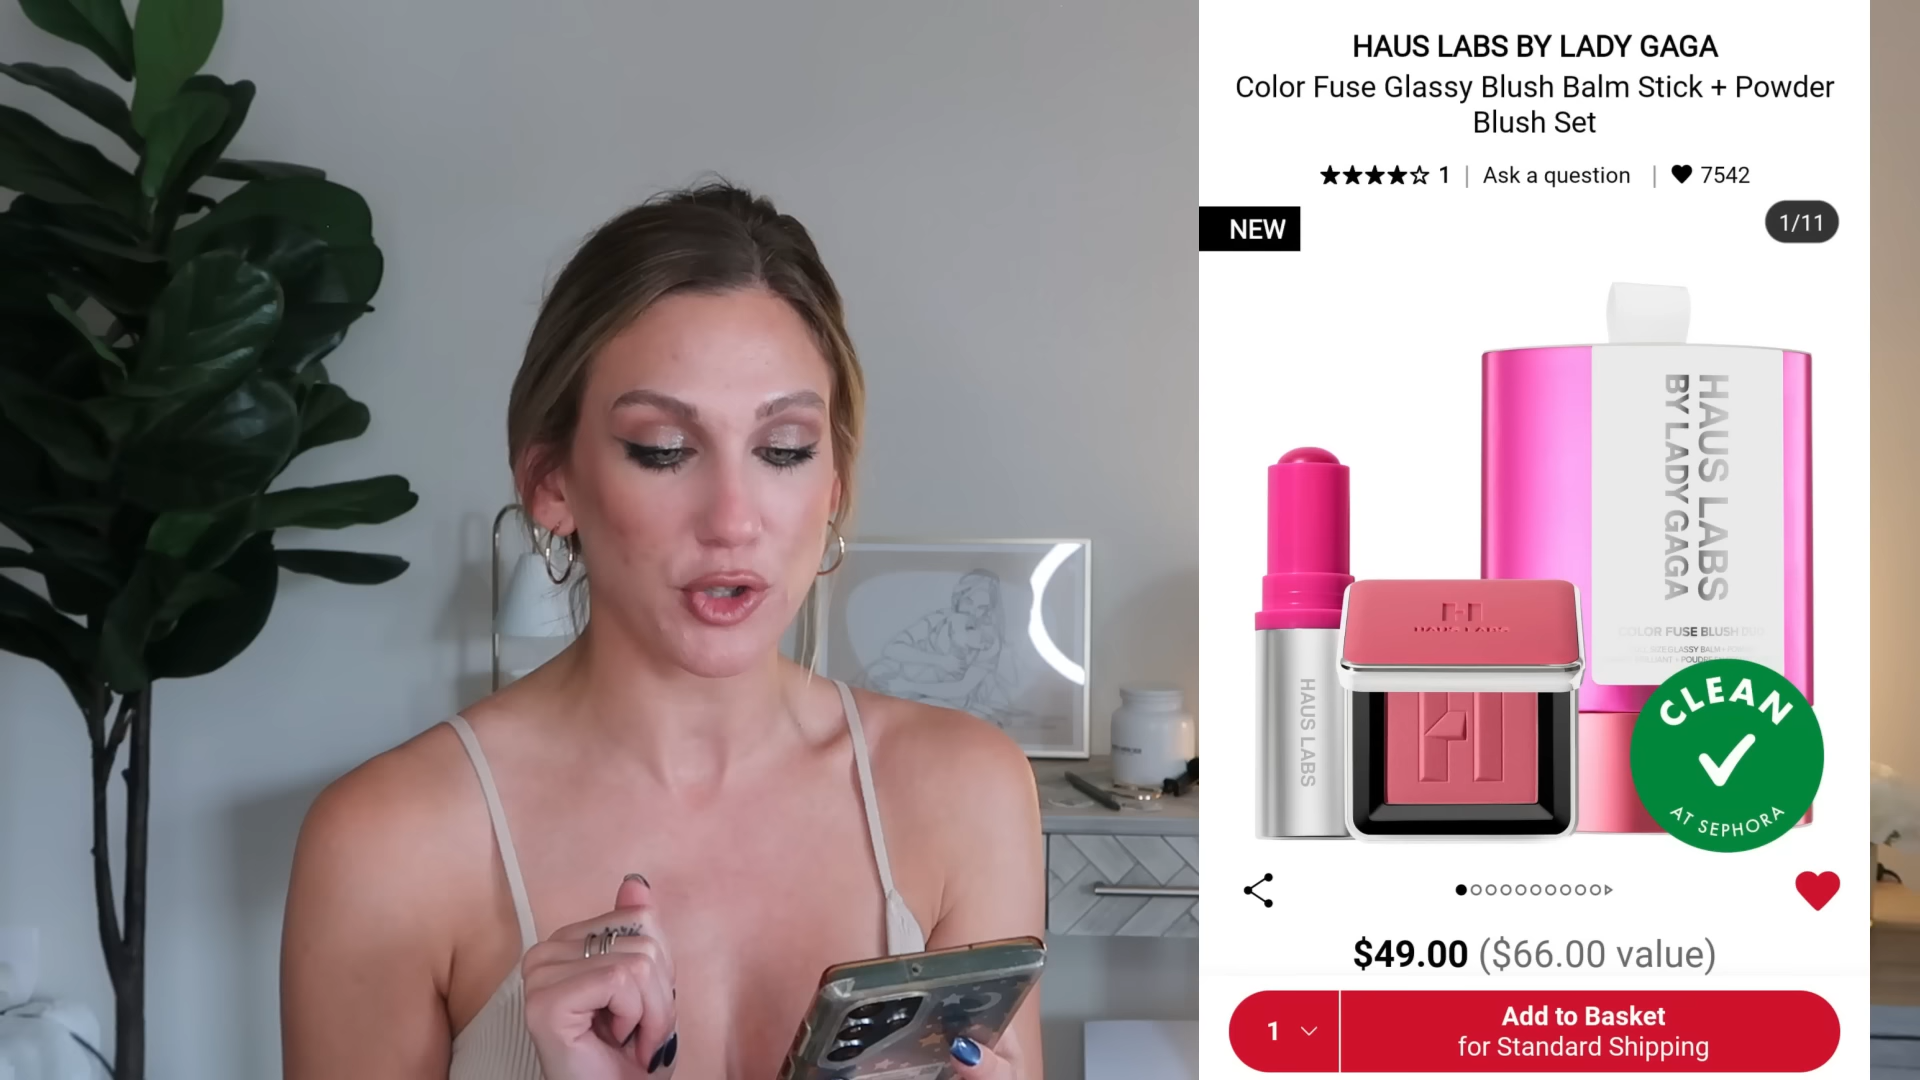 HAUS LABS BY LADY GAGA
Color Fuse Glassy Blush Balm Stick + Powder
Blush Set
★★★★☆ 1 | Ask a question | ♥ 7542
NEW
1/11
HAUS LABS
BY LADY GAGA
COLOR FUSE BLUSH
HAUS LABS
HAUS LABS
CLEAN
AT SEPHORA
$49.00 ($66.00 value)
1
Add to Basket
for Standard Shipping